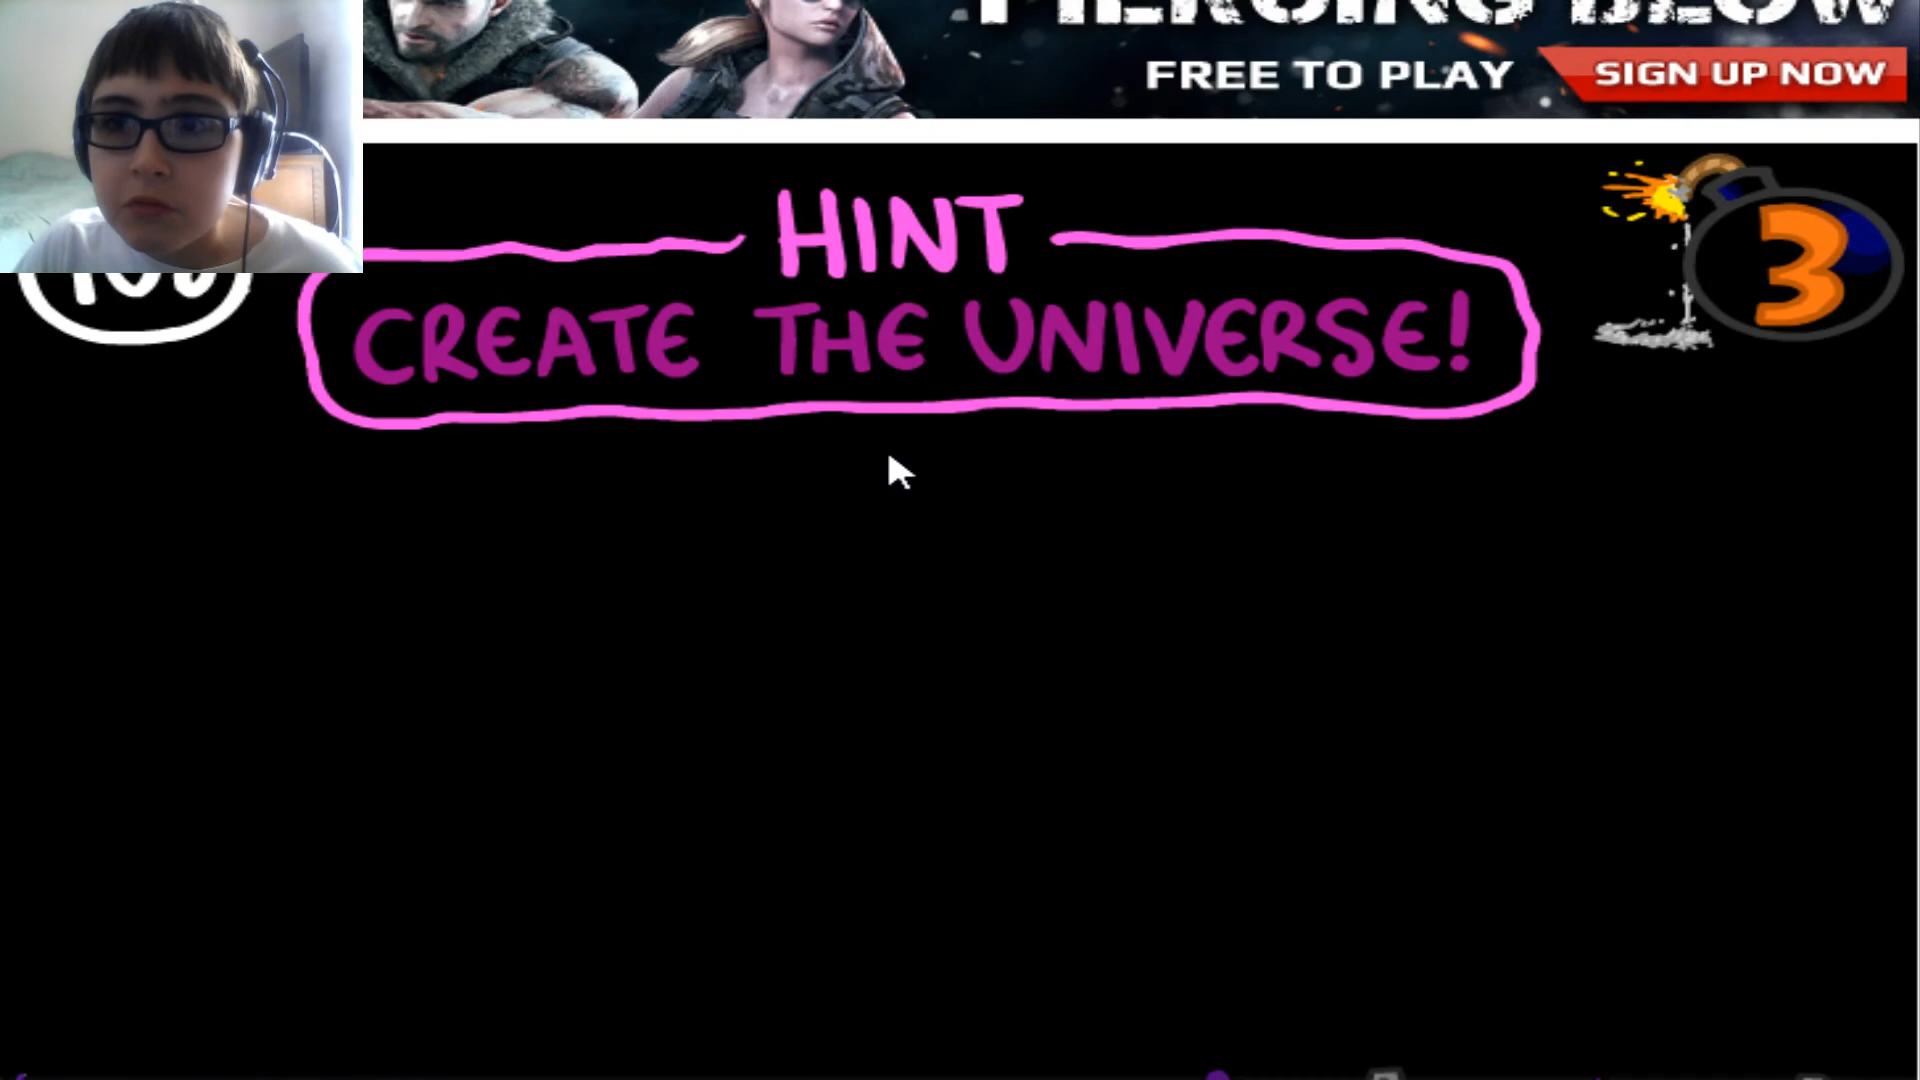 FREE TO PLAY
SIGN UP NOW
HINT
CREATE THE UNIVERSE!
3